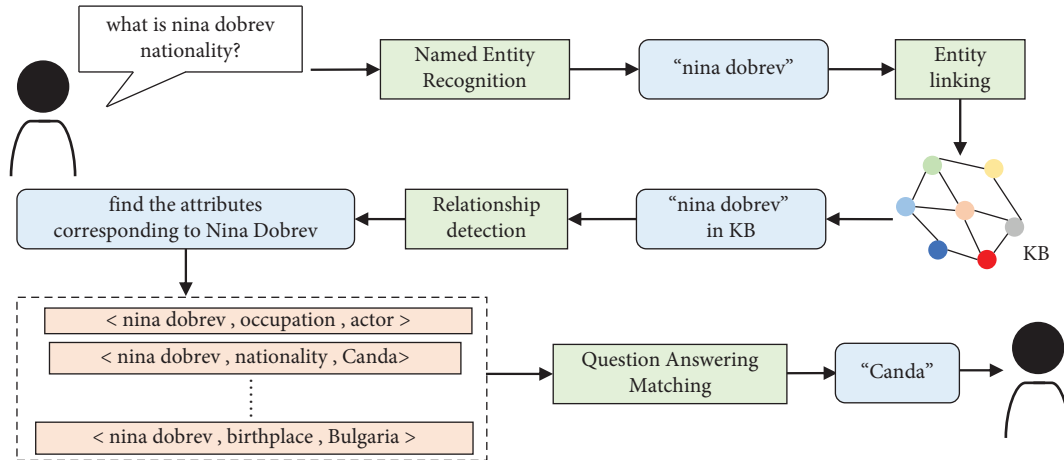 what is nina dobrev
nationality?
Named Entity
Recognition
“nina dobrev”
Entity
linking
find the attributes
corresponding to Nina Dobrev
Relationship
detection
“nina dobrev”
in KB
KB
< nina dobrev , occupation , actor >
< nina dobrev , nationality , Canda>
< nina dobrev , birthplace , Bulgaria >
Question Answering
Matching
“Canda”